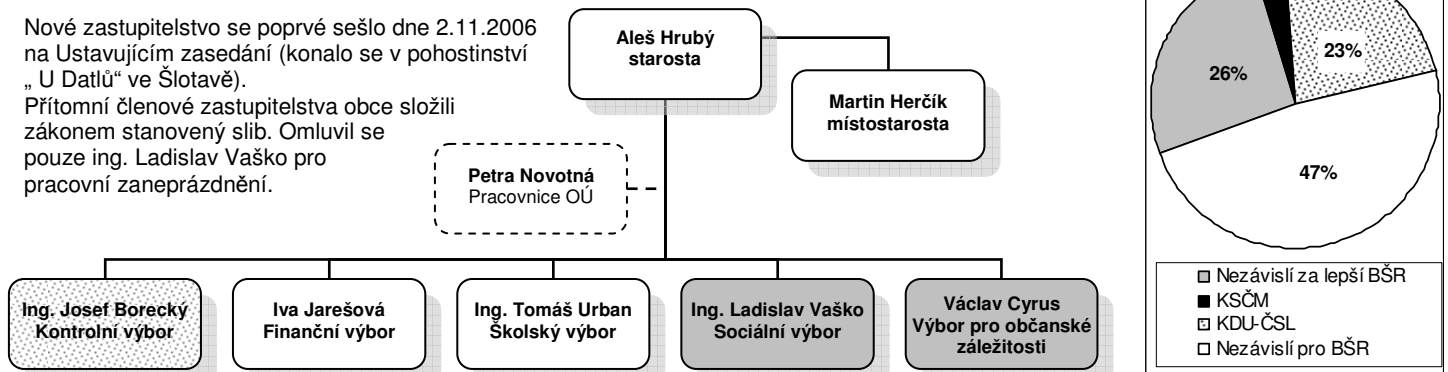 Nové zastupitelstvo se poprvé sešlo dne 2.11.2006
na Ustavujícím zasedání (konalo se v pohostinství
„ U Datlů“ ve Šlotavě).
Přítomní členové zastupitelstva obce složili
zákonem stanovený slib. Omluvil se
pouze ing. Ladislav Vaško pro
pracovní zaneprázdnění.
Aleš Hrubý
starosta
Martin Herčík
místostarosta
Petra Novotná
Pracovnice OÚ
Ing. Josef Borecký
Kontrolní výbor
Iva Jarešová
Finanční výbor
Ing. Tomáš Urban
Školský výbor
Ing. Ladislav Vaško
Sociální výbor
Václav Cyrus
Výbor pro občanské
záležitosti
23%
26%
47%
Nezávislí za lepší BŠR
KSČM
KDU-ČSL
Nezávislí pro BŠR